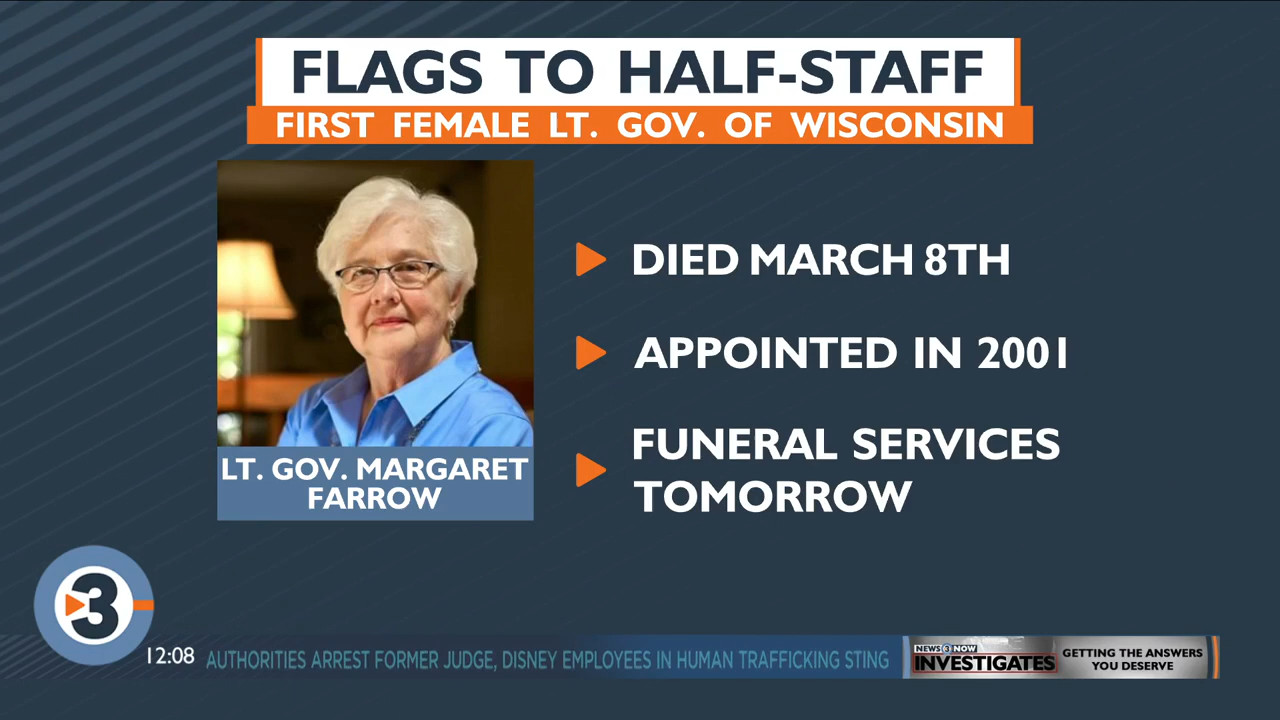 FLAGS TO HALF-STAFF
FIRST FEMALE LT. GOV. OF WISCONSIN
DIED MARCH 8TH
APPOINTED IN 2001
FUNERAL SERVICES
TOMORROW
LT. GOV. MARGARET
FARROW
3
12:08
AUTHORITIES ARREST FORMER JUDGE, DISNEY EMPLOYEES IN HUMAN TRAFFICKING STING
NEWS 3 NOW
INVESTIGATES
GETTING THE ANSWERS
YOU DESERVE